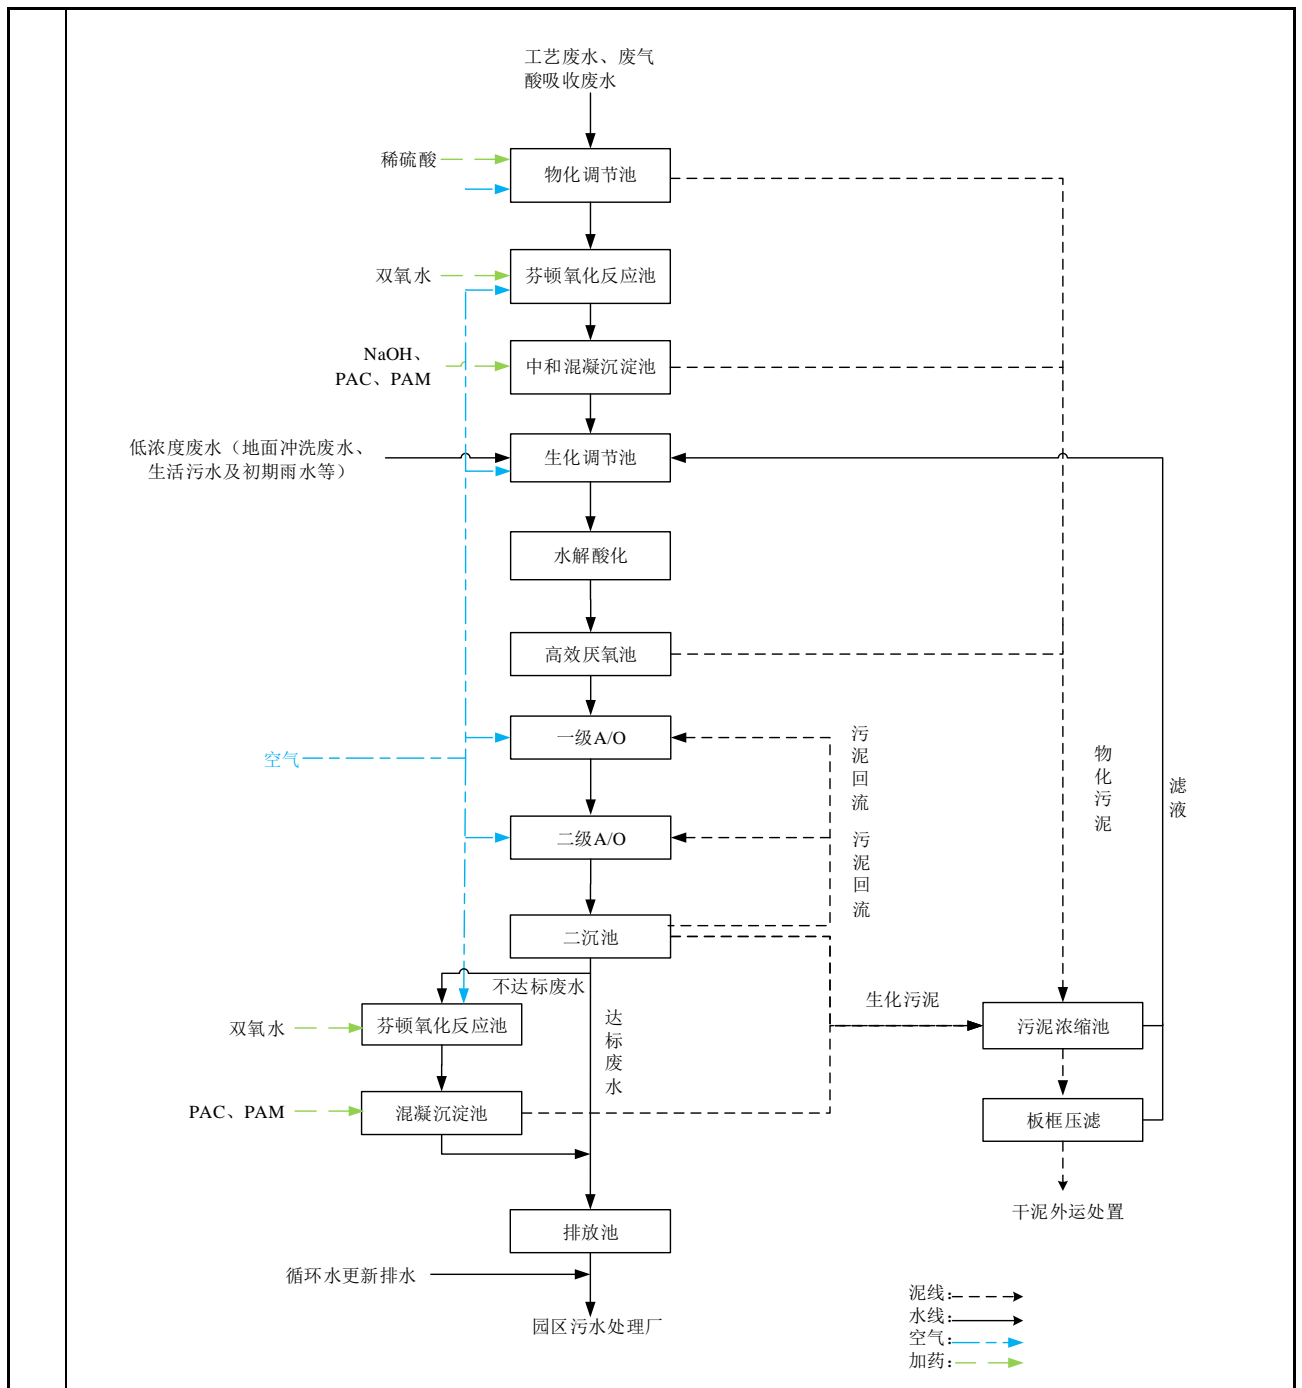 工艺废水、废气
酸吸收废水
稀硫酸
物化调节池
双氧水
芬顿氧化反应池
NaOH、
PAC、PAM
中和混凝沉淀池
低浓度废水（地面冲洗废水、
生活污水及初期雨水等）
生化调节池
水解酸化
高效厌氧池
一级A/O
空气
污泥回流
物化污泥
滤液
二级A/O
污泥回流
二沉池
不达标废水
生化污泥
双氧水
芬顿氧化反应池
达标废水
污泥浓缩池
PAC、PAM
混凝沉淀池
板框压滤
干泥外运处置
排放池
循环水更新排水
园区污水处理厂
泥线：
水线：
空气：
加药：